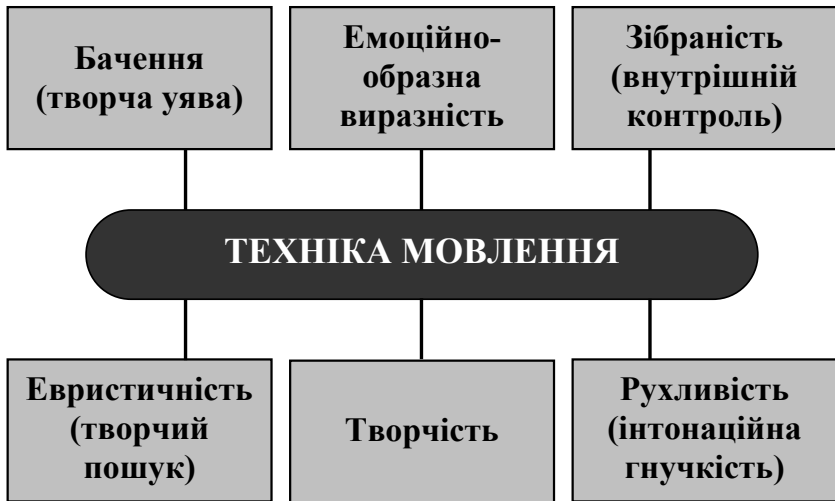 Бачення
(творча уява)
Емоційно-
образна
виразність
Зібраність
(внутрішній
контроль)
ТЕХНІКА МОВЛЕННЯ
Евристичність
(творчий
пошук)
Творчість
Рухливість
(інтонаційна
гнучкість)